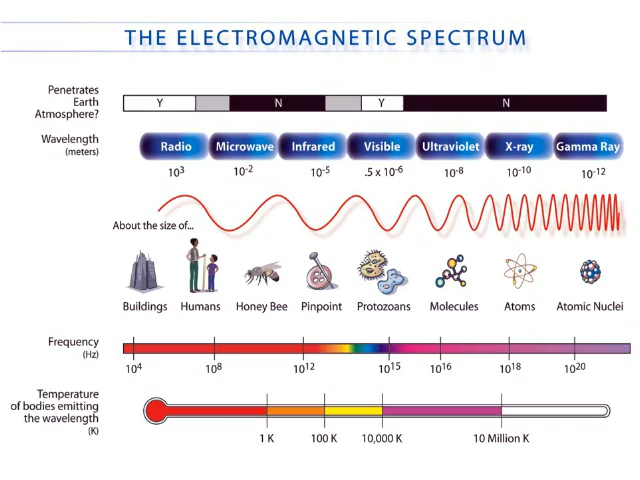 THE ELECTROMAGNETIC SPECTRUM
Penetrates
Earth
Atmosphere?
Y N Y N
Wavelength
(meters)
Radio Microwave Infrared Visible Ultraviolet X-ray Gamma Ray
10³ 10⁻² 10⁻⁵ .5 x 10⁻⁶ 10⁻⁸ 10⁻¹⁰ 10⁻¹²
About the size of...
Buildings Humans Honey Bee Pinpoint Protozoans Molecules Atoms Atomic Nuclei
Frequency
(Hz)
10⁴ 10⁸ 10¹² 10¹⁵ 10¹⁶ 10¹⁸ 10²⁰
Temperature
of bodies emitting
the wavelength
(K)
1 K 100 K 10,000 K 10 Million K